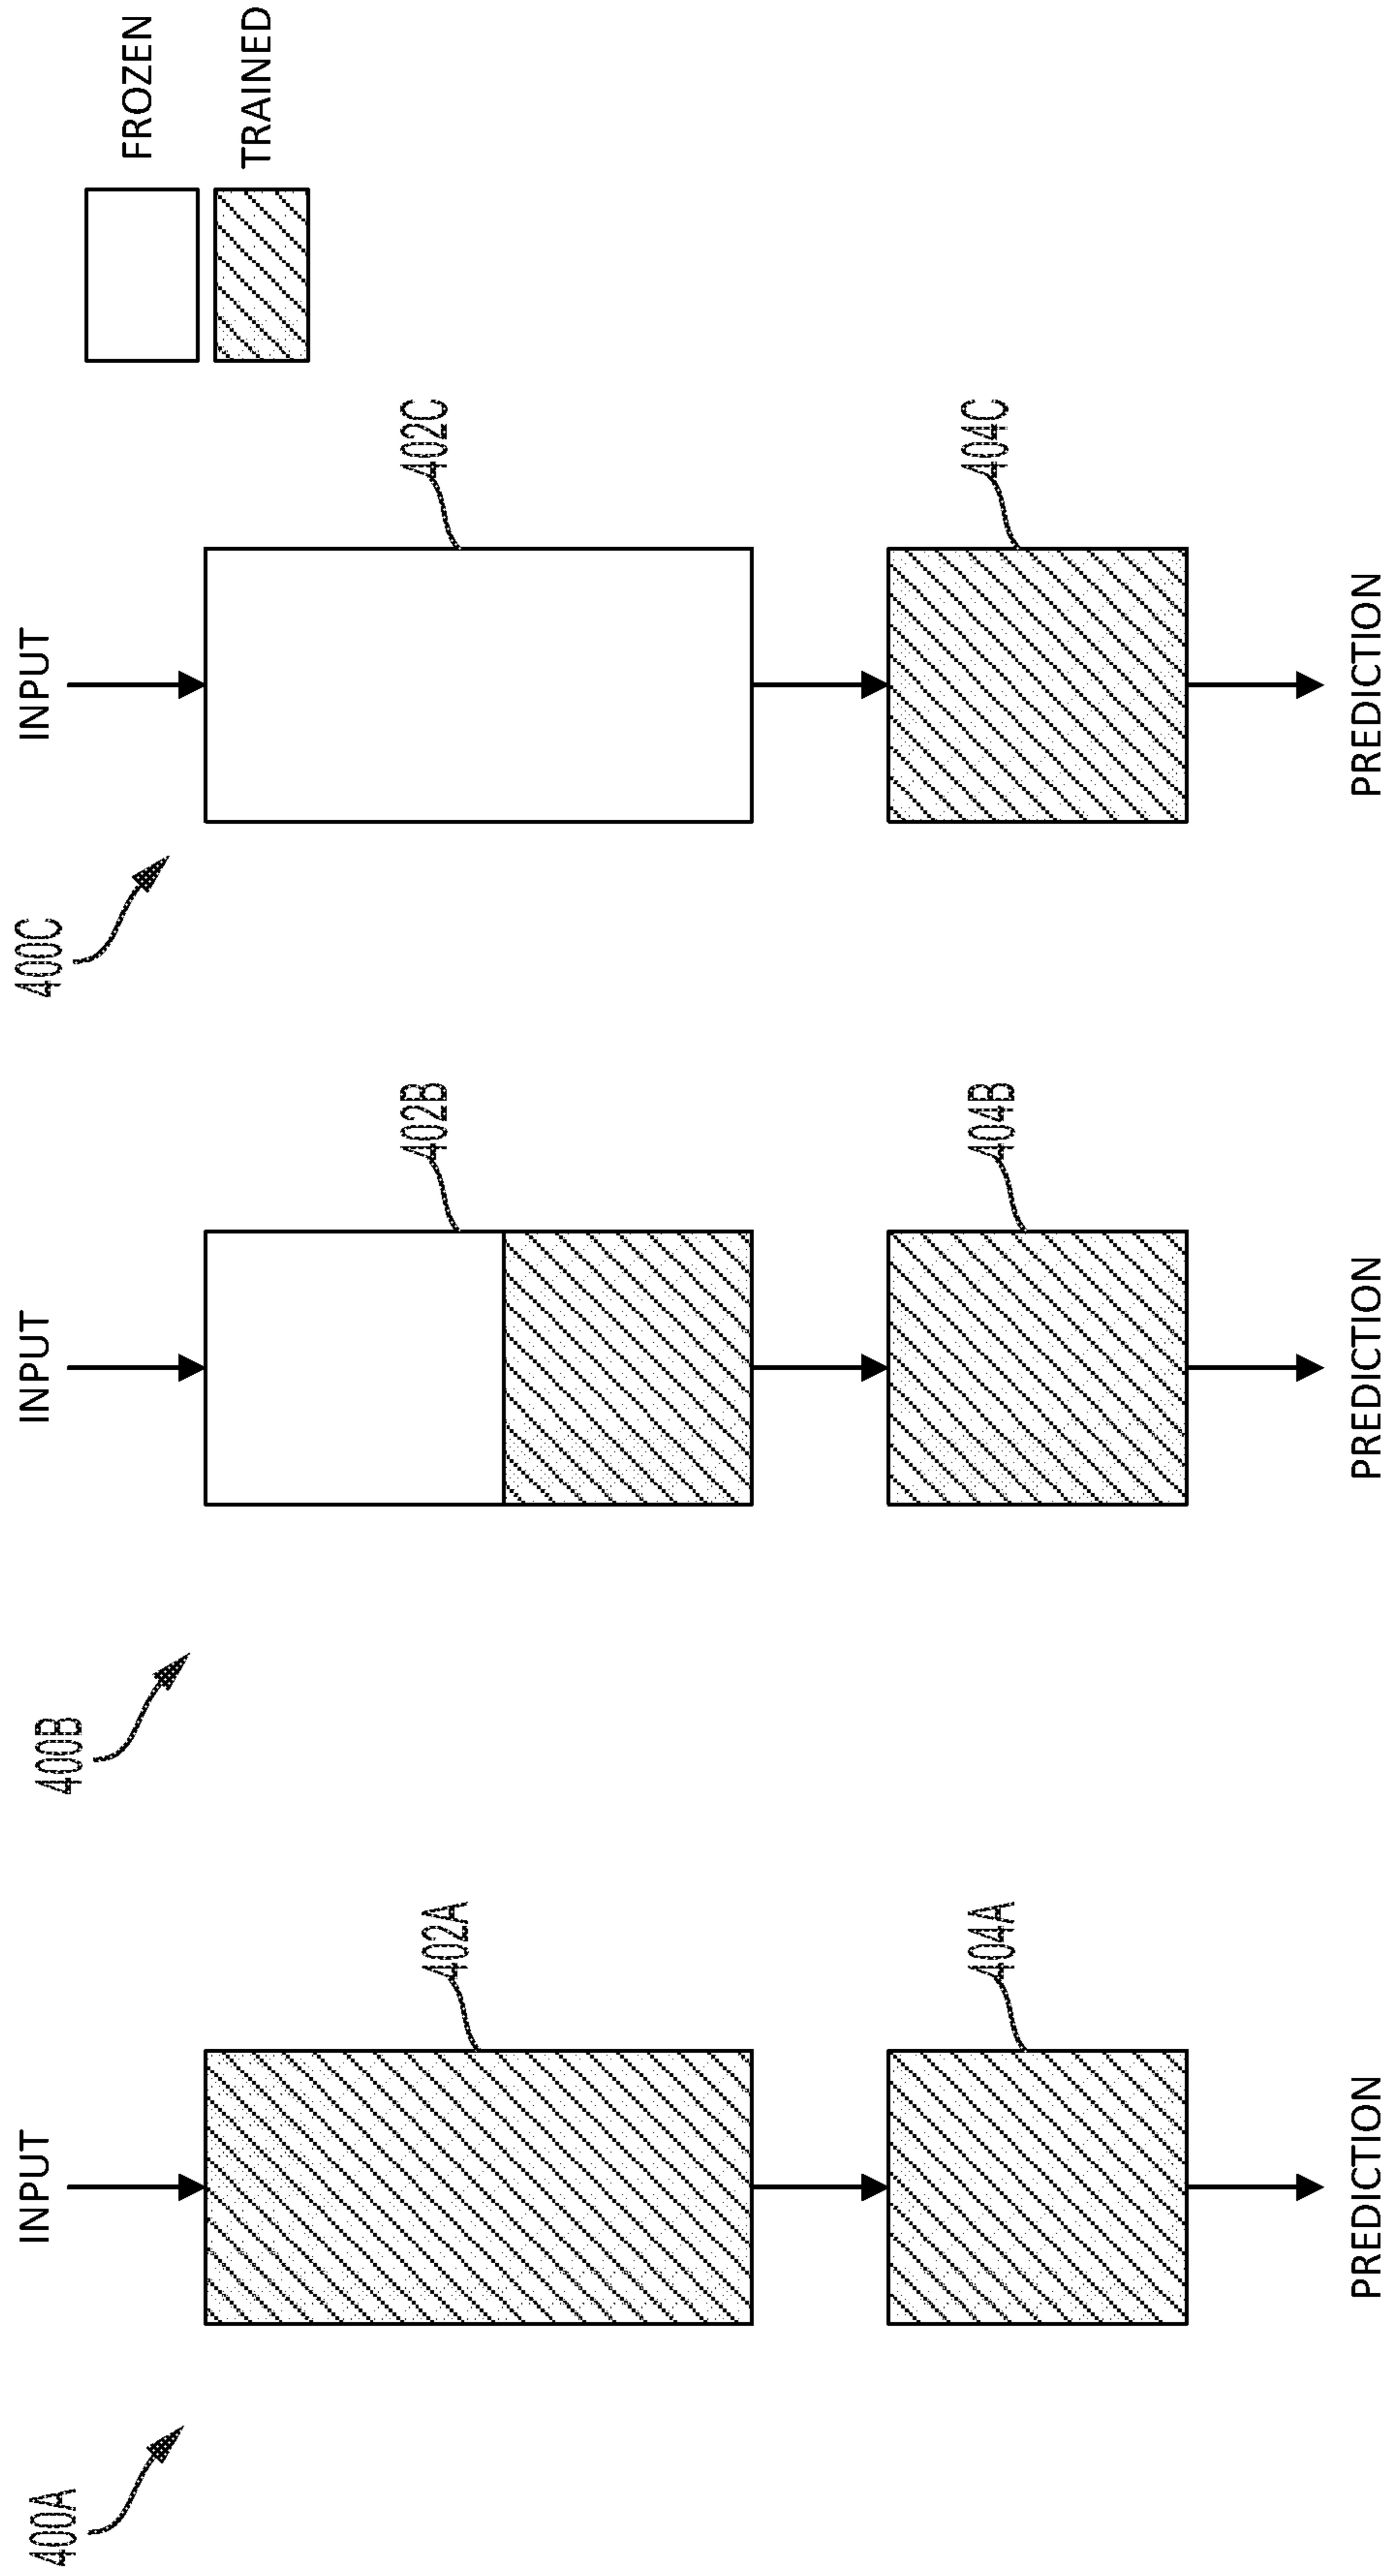 400A
INPUT
402A
404A
PREDICTION
400B
INPUT
402B
404B
PREDICTION
400C
INPUT
402C
404C
PREDICTION
FROZEN
TRAINED